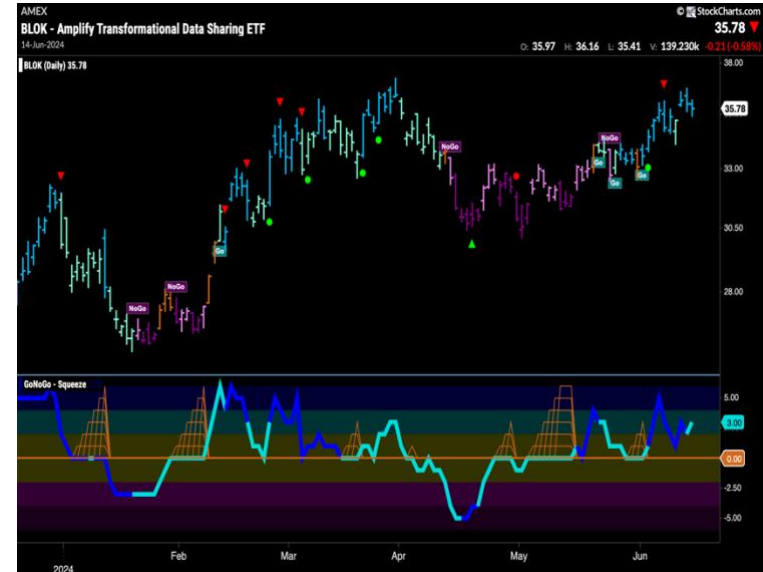 AMEX
© StockCharts.com
BLOK - Amplify Transformational Data Sharing ETF
35.78
14-Jun-2024
O: 35.97 H: 36.16 L: 35.41 V: 139.230k -0.21 (-0.58%)
BLOK (Daily) 35.78
38.00
35.78
NoGo
NoGo
33.00
Go
Go
Go
30.50
Go
28.00
NoGo
NoGo
GoNoGo - Squeeze
5.00
3.00
0.00
-2.50
-5.00
Feb Mar Apr May Jun
2024